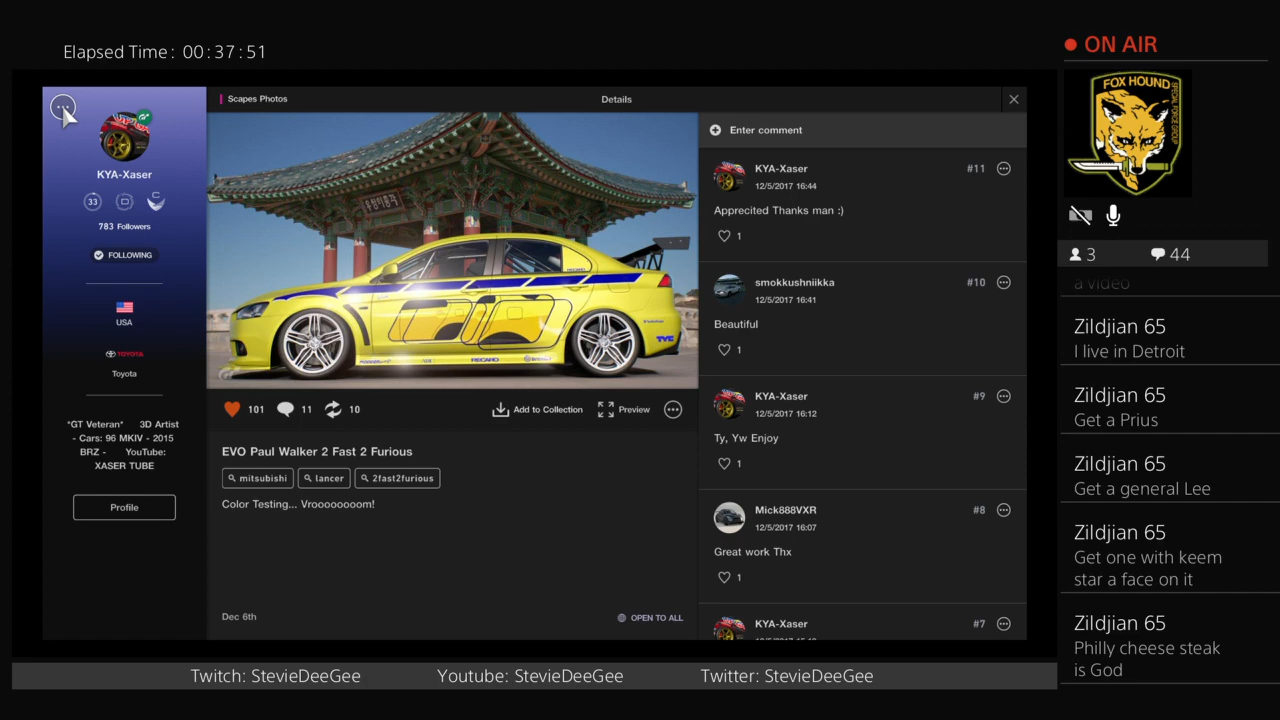 Elapsed Time: 00:37:51
ON AIR
FOX HOUND
SPECIAL FORCE GROUP
3
44
a video
Zildjian 65
I live in Detroit
Zildjian 65
Get a Prius
Zildjian 65
Get a general Lee
Zildjian 65
Get one with keem
star a face on it
Zildjian 65
Philly cheese steak
is God
KYA-Xaser
33
783 Followers
FOLLOWING
USA
TOYOTA
Toyota
*GT Veteran* 3D Artist
- Cars: 96 MKIV - 2015
BRZ - YouTube:
XASER TUBE
Profile
Scapes Photos
Details
RECARO
TYE
101
11
10
Add to Collection
Preview
EVO Paul Walker 2 Fast 2 Furious
mitsubishi
lancer
2fast2furious
Color Testing... Vroooooooom!
Dec 6th
OPEN TO ALL
Enter comment
KYA-Xaser
#11
12/5/2017 16:44
Apprecited Thanks man :)
1
smokkushniikka
#10
12/5/2017 16:41
Beautiful
1
KYA-Xaser
#9
12/5/2017 16:12
Ty, Yw Enjoy
1
Mick888VXR
#8
12/5/2017 16:07
Great work Thx
1
KYA-Xaser
#7
Twitch: StevieDeeGee
Youtube: StevieDeeGee
Twitter: StevieDeeGee